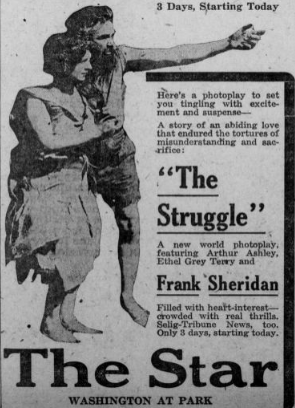 3 Days, Starting Today
Here's a photoplay to set
you tingling with excite-
ment and suspense—
A story of an abiding love
that endured the tortures of
misunderstanding and sac-
rifice:
"The
Struggle"
A new world photoplay,
featuring Arthur Ashley,
Ethel Grey Terry and
Frank Sheridan
Filled with heart-interest—
crowded with real thrills.
Selig-Tribune News, too.
Only 3 days, starting today.
The Star
WASHINGTON AT PARK